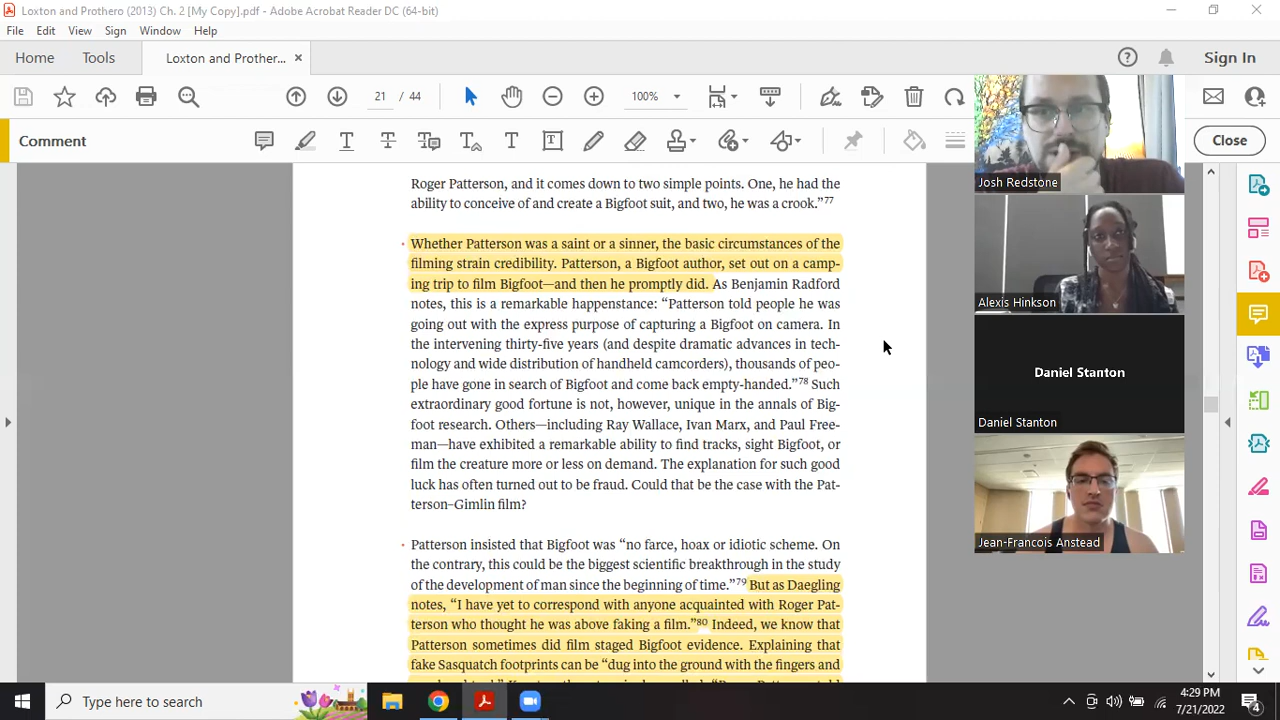 Loxton and Prothero (2013) Ch. 2 [My Copy].pdf - Adobe Acrobat Reader DC (64-bit)
File Edit View Sign Window Help
Home Tools Loxton and Prother... × Sign In
21 / 44 100%
Comment Close
Roger Patterson, and it comes down to two simple points. One, he had the
ability to conceive of and create a Bigfoot suit, and two, he was a crook.”77
Whether Patterson was a saint or a sinner, the basic circumstances of the
filming strain credibility. Patterson, a Bigfoot author, set out on a camp-
ing trip to film Bigfoot—and then he promptly did. As Benjamin Radford
notes, this is a remarkable happenstance: “Patterson told people he was
going out with the express purpose of capturing a Bigfoot on camera. In
the intervening thirty-five years (and despite dramatic advances in tech-
nology and wide distribution of handheld camcorders), thousands of peo-
ple have gone in search of Bigfoot and come back empty-handed.”78 Such
extraordinary good fortune is not, however, unique in the annals of Big-
foot research. Others—including Ray Wallace, Ivan Marx, and Paul Free-
man—have exhibited a remarkable ability to find tracks, sight Bigfoot, or
film the creature more or less on demand. The explanation for such good
luck has often turned out to be fraud. Could that be the case with the Pat-
terson–Gimlin film?
Patterson insisted that Bigfoot was “no farce, hoax or idiotic scheme. On
the contrary, this could be the biggest scientific breakthrough in the study
of the development of man since the beginning of time.”79 But as Daegling
notes, “I have yet to correspond with anyone acquainted with Roger Pat-
terson who thought he was above faking a film.”80 Indeed, we know that
Patterson sometimes did film staged Bigfoot evidence. Explaining that
fake Sasquatch footprints can be “dug into the ground with the fingers and
Josh Redstone
Alexis Hinkson
Daniel Stanton
Daniel Stanton
Jean-Francois Anstead
Type here to search
4:29 PM
7/21/2022
4